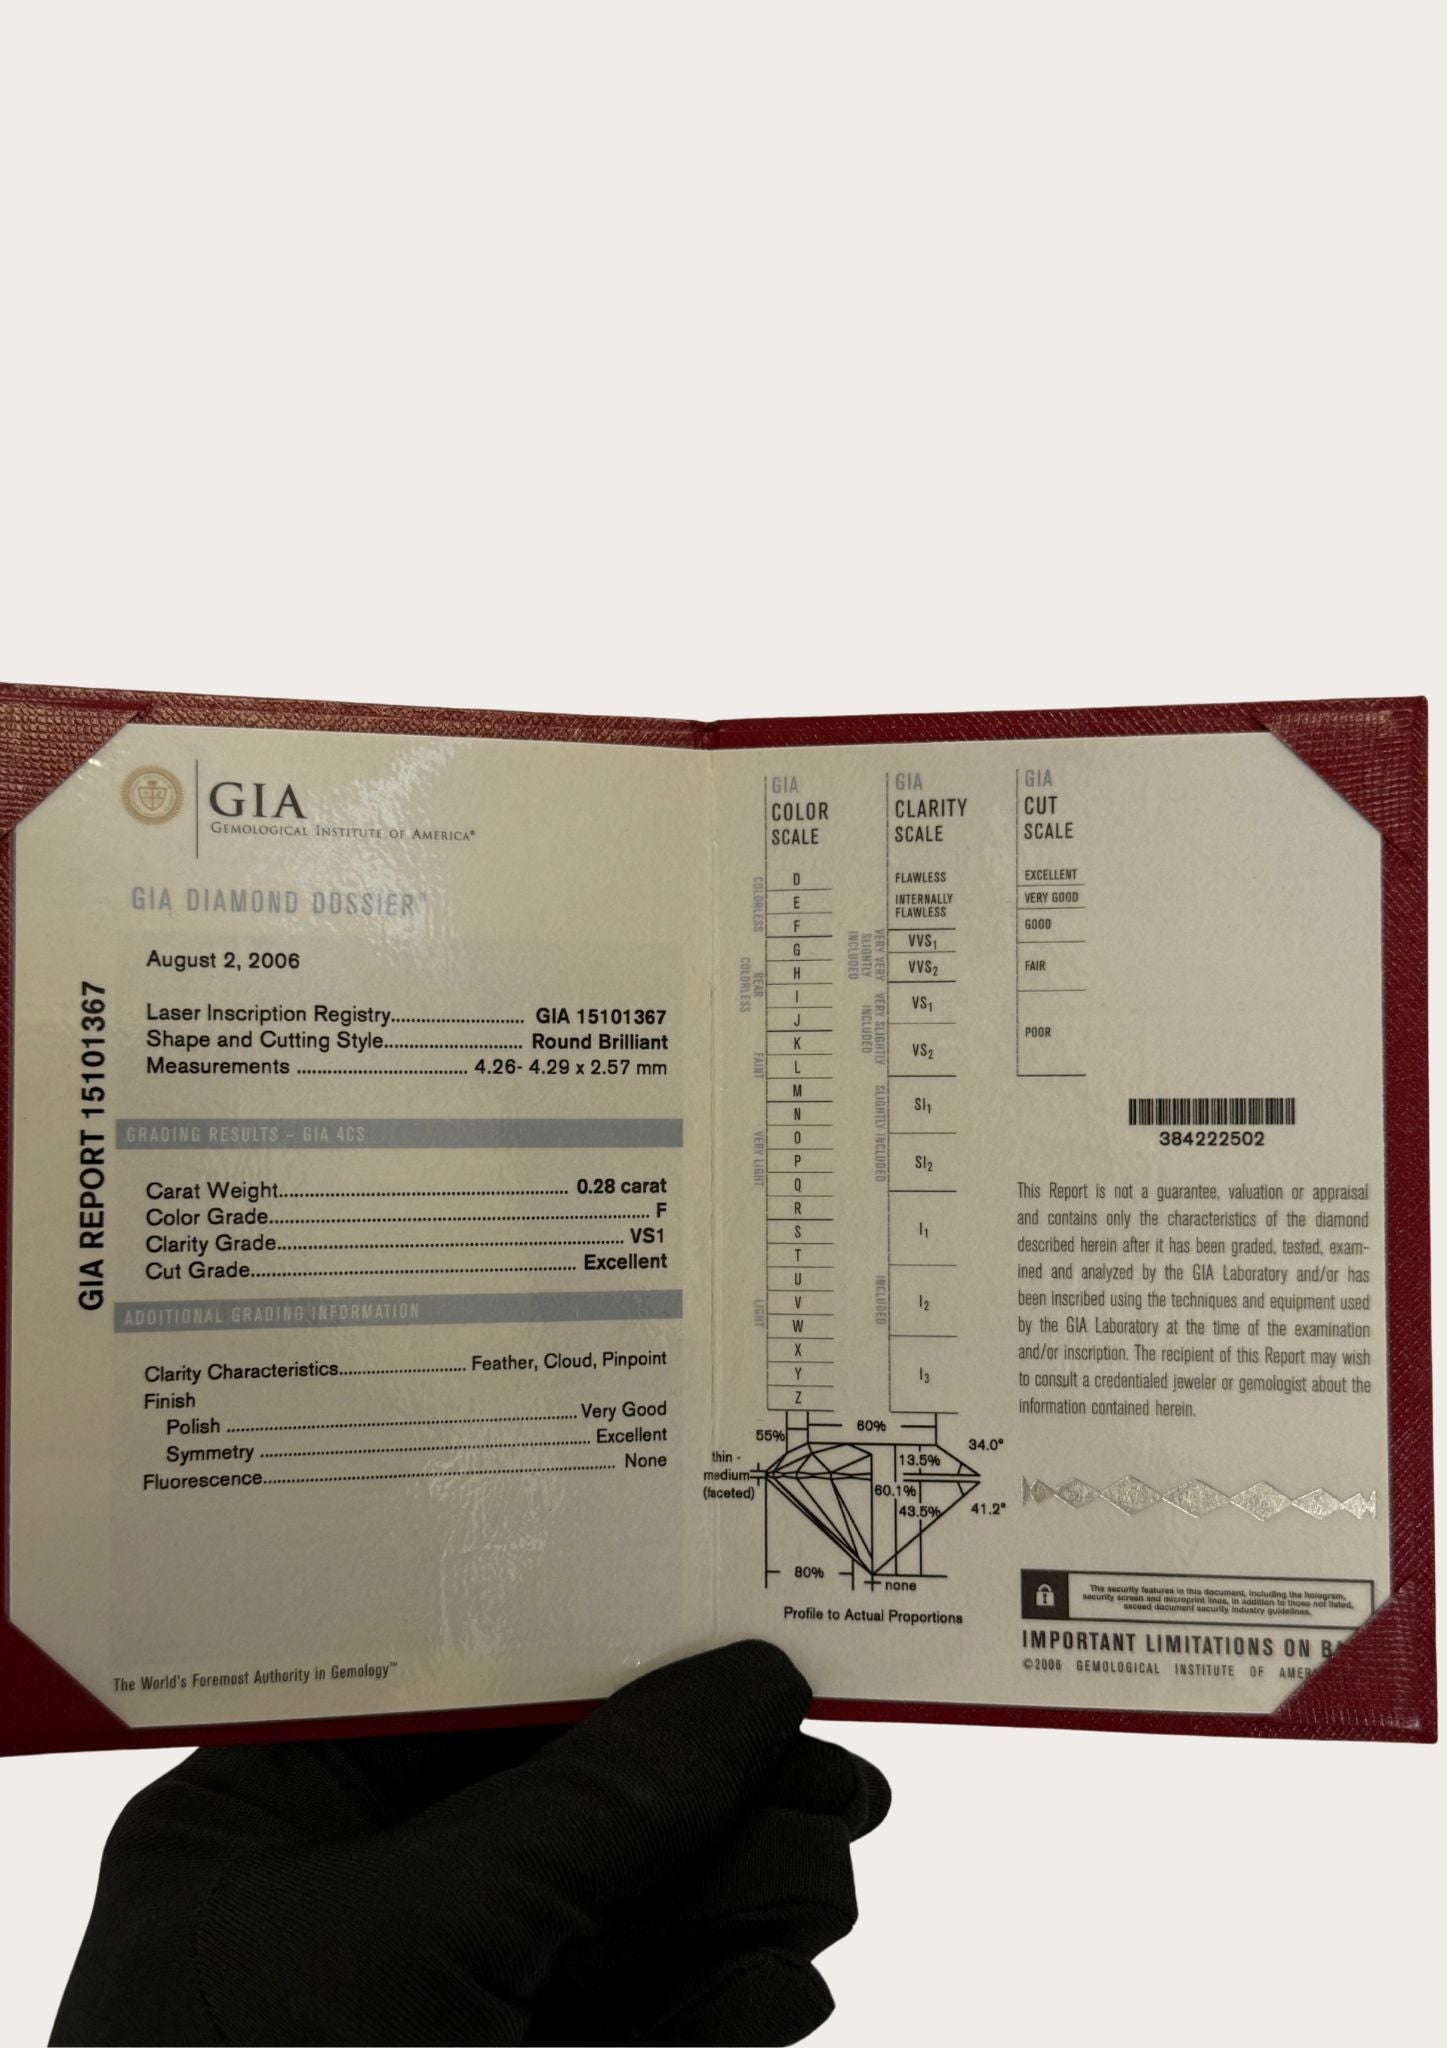 GIA
GEMOLOGICAL INSTITUTE OF AMERICA®
GIA DIAMOND DOSSIER®
GIA REPORT 15101367
August 2, 2006
Laser Inscription Registry............................ GIA 15101367
Shape and Cutting Style............................. Round Brilliant
Measurements ................................... 4.26- 4.29 x 2.57 mm
GRADING RESULTS – GIA 4CS
Carat Weight............................................................ 0.28 carat
Color Grade................................................................................ F
Clarity Grade......................................................................... VS1
Cut Grade.................................................................... Excellent
ADDITIONAL GRADING INFORMATION
Clarity Characteristics.......................... Feather, Cloud, Pinpoint
Finish
Polish .......................................................................... Very Good
Symmetry ..................................................................... Excellent
Fluorescence......................................................................... None
The World's Foremost Authority in Gemology™
GIA
COLOR
SCALE
COLORLESS
D
E
F
NEAR
COLORLESS
G
H
I
J
FAINT
K
L
M
VERY LIGHT
N
O
P
Q
R
LIGHT
S
T
U
V
W
X
Y
Z
GIA
CLARITY
SCALE
FLAWLESS
INTERNALLY
FLAWLESS
VERY VERY
SLIGHTLY
INCLUDED
VVS1
VVS2
VERY SLIGHTLY
INCLUDED
VS1
VS2
SLIGHTLY INCLUDED
SI1
SI2
INCLUDED
I1
I2
I3
GIA
CUT
SCALE
EXCELLENT
VERY GOOD
GOOD
FAIR
POOR
55%
60%
34.0°
thin -
medium
(faceted)
13.5%
60.1%
43.5%
41.2°
80%
none
Profile to Actual Proportions
384222502
This Report is not a guarantee, valuation or appraisal
and contains only the characteristics of the diamond
described herein after it has been graded, tested, exam-
ined and analyzed by the GIA Laboratory and/or has
been inscribed using the techniques and equipment used
by the GIA Laboratory at the time of the examination
and/or inscription. The recipient of this Report may wish
to consult a credentialed jeweler or gemologist about the
information contained herein.
The security features in this document, including the hologram,
security screen and microprint lines, in addition to those not listed,
exceed document security industry guidelines.
IMPORTANT LIMITATIONS ON
©2006 GEMOLOGICAL INSTITUTE OF